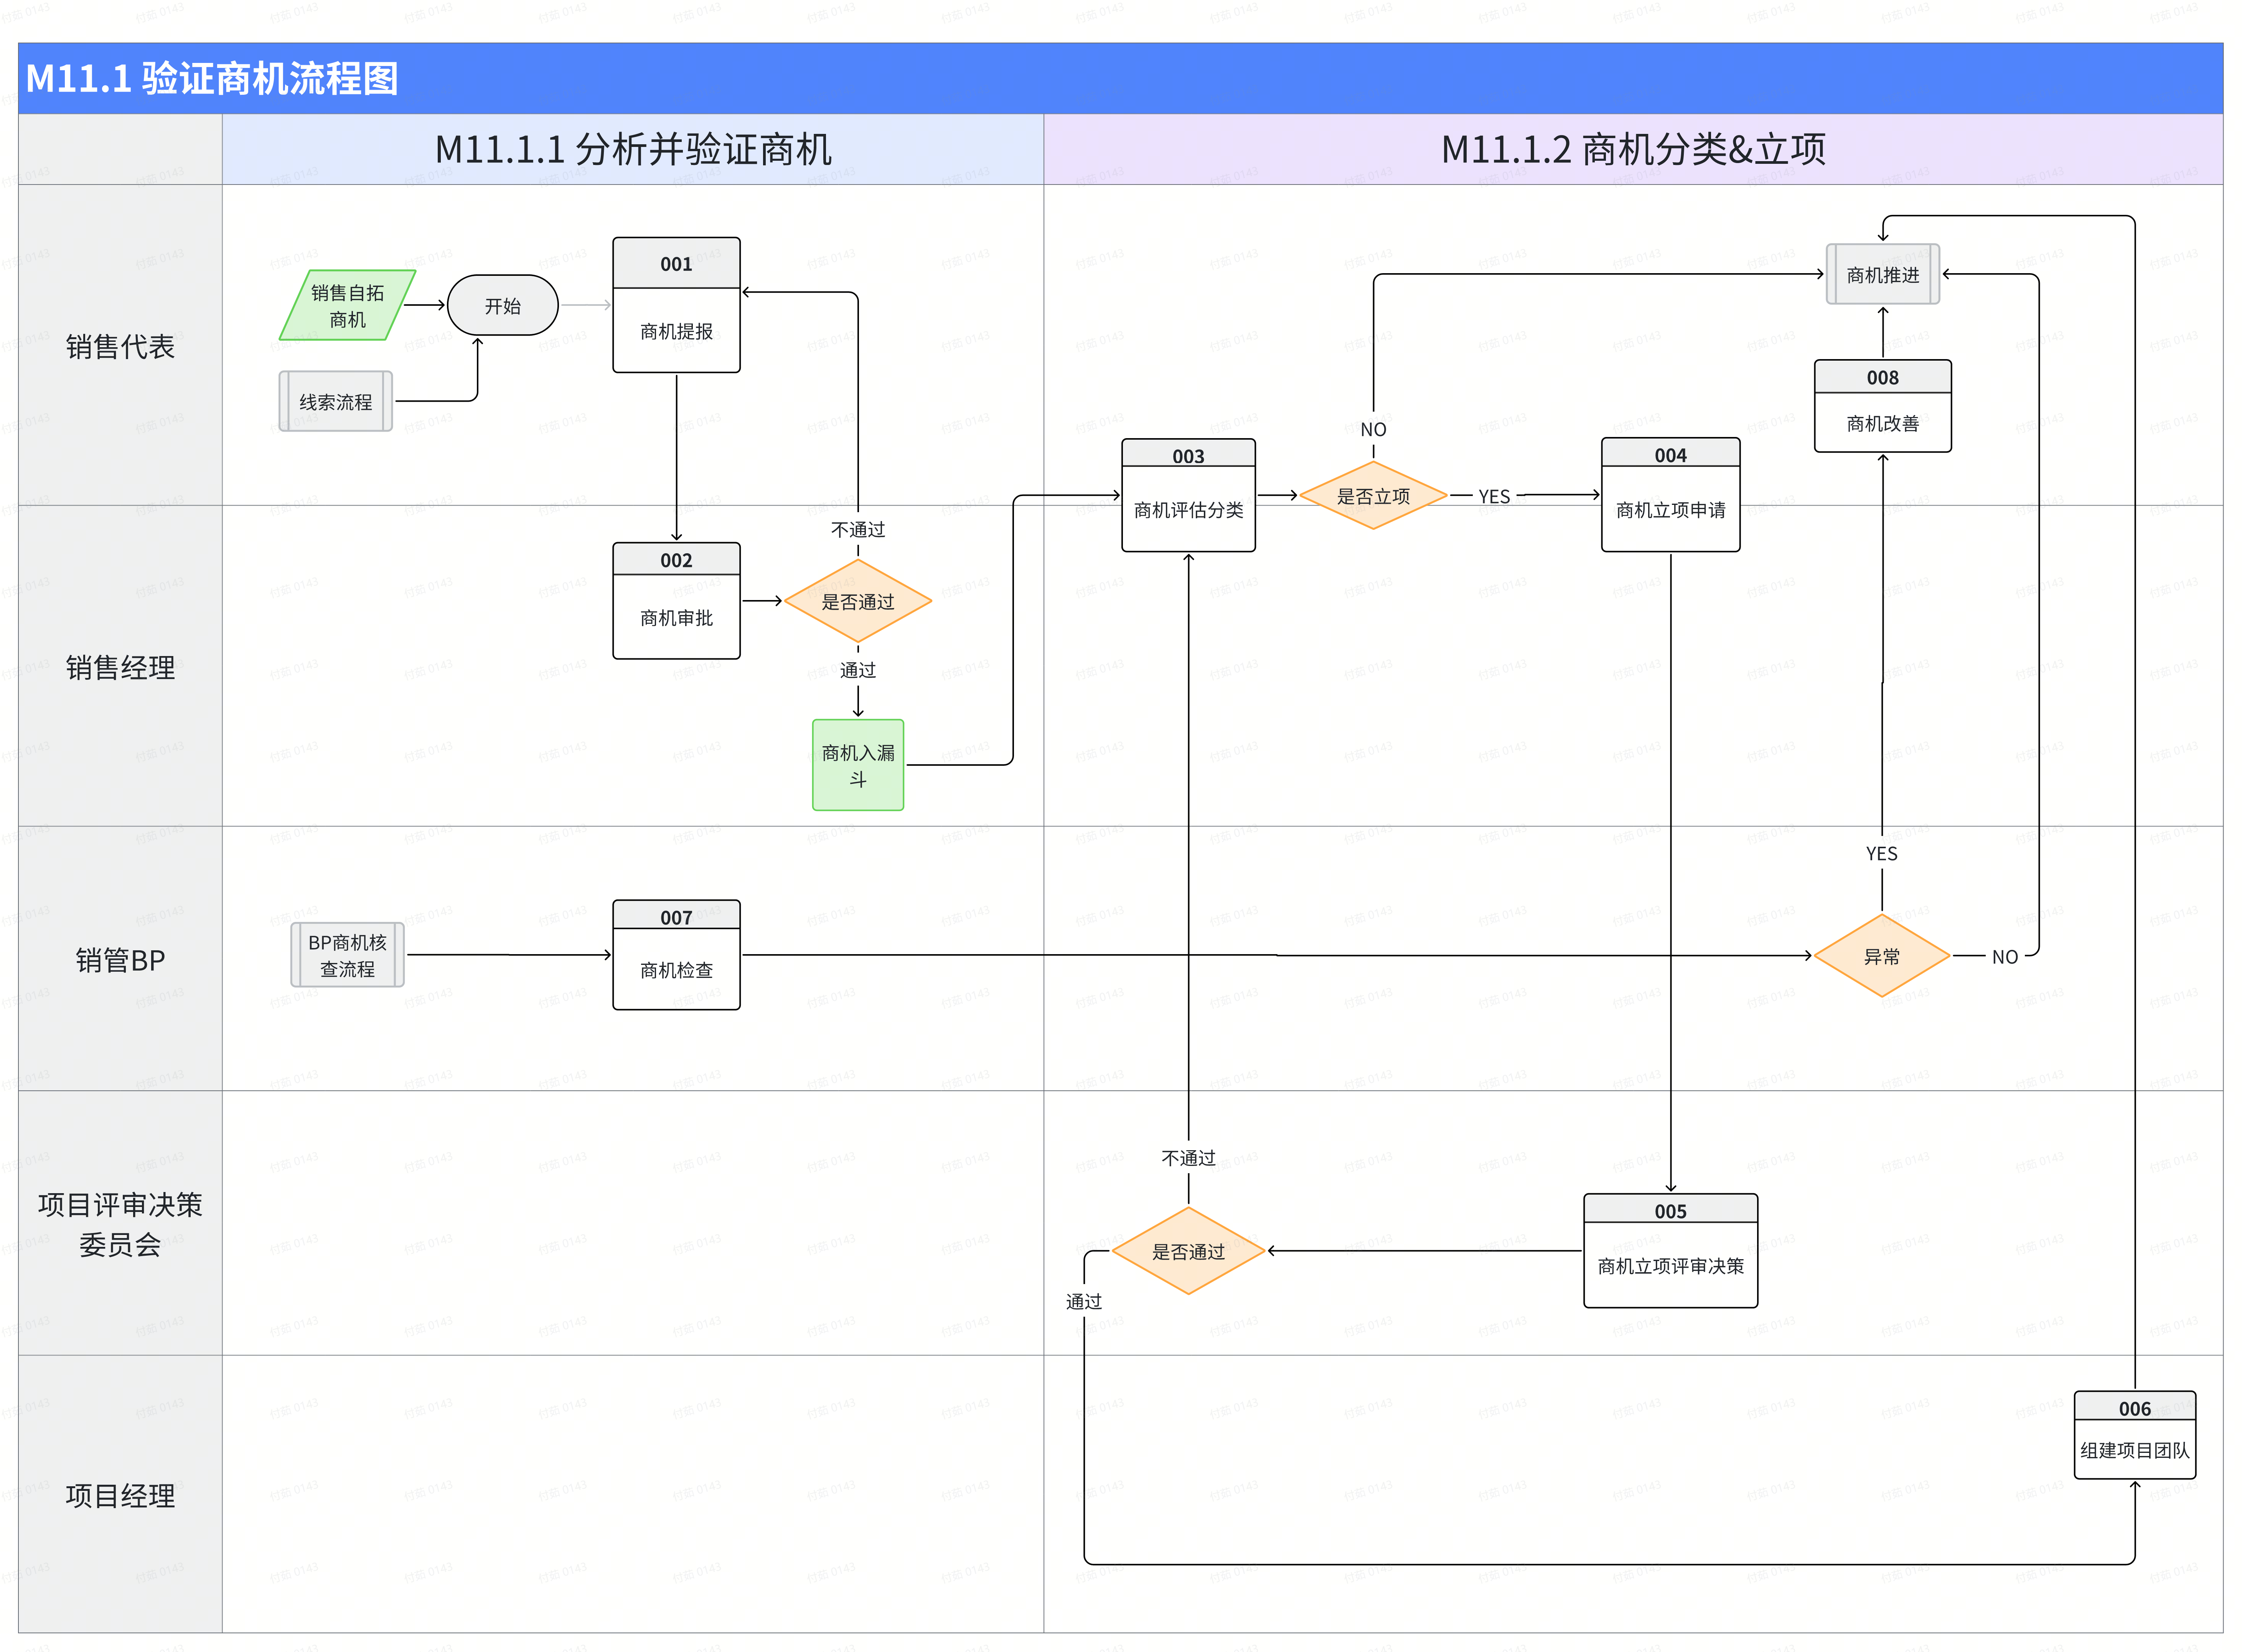 M11.1 验证商机流程图
M11.1.1 分析并验证商机
M11.1.2 商机分类&立项
销售代表
销售自拓
商机
开始
线索流程
001
商机提报
不通过
003
商机评估分类
NO
是否立项
YES
004
商机立项申请
商机推进
008
商机改善
销售经理
002
商机审批
是否通过
通过
商机入漏
斗
销管BP
BP商机核
查流程
007
商机检查
YES
异常
NO
项目评审决策
委员会
不通过
是否通过
通过
005
商机立项评审决策
项目经理
006
组建项目团队
付茹 0143